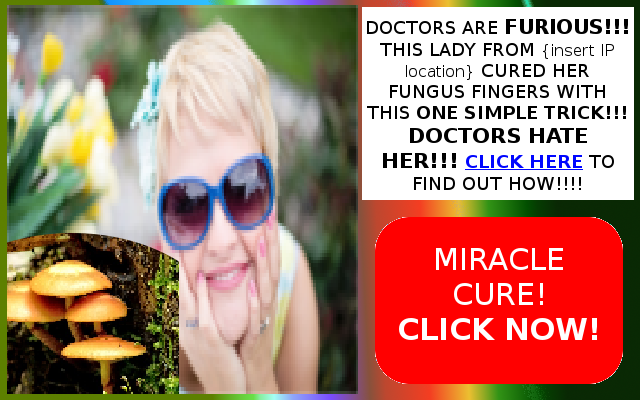 DOCTORS ARE FURIOUS!!!
THIS LADY FROM {insert IP
location} CURED HER
FUNGUS FINGERS WITH
THIS ONE SIMPLE TRICK!!!
DOCTORS HATE
HER!!! CLICK HERE TO
FIND OUT HOW!!!!
MIRACLE
CURE!
CLICK NOW!